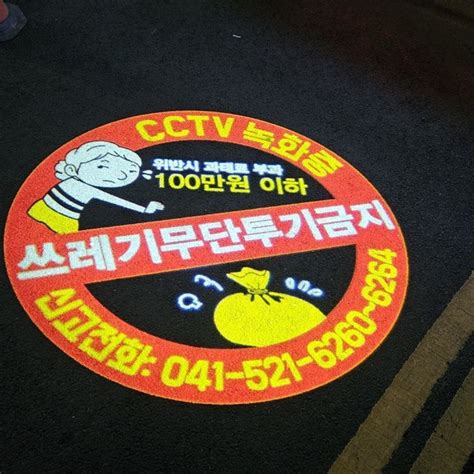 CCTV 녹화중
위반시 과태료 부과
100만원 이하
쓰레기무단투기금지
신고전화: 041-521-6260~6264